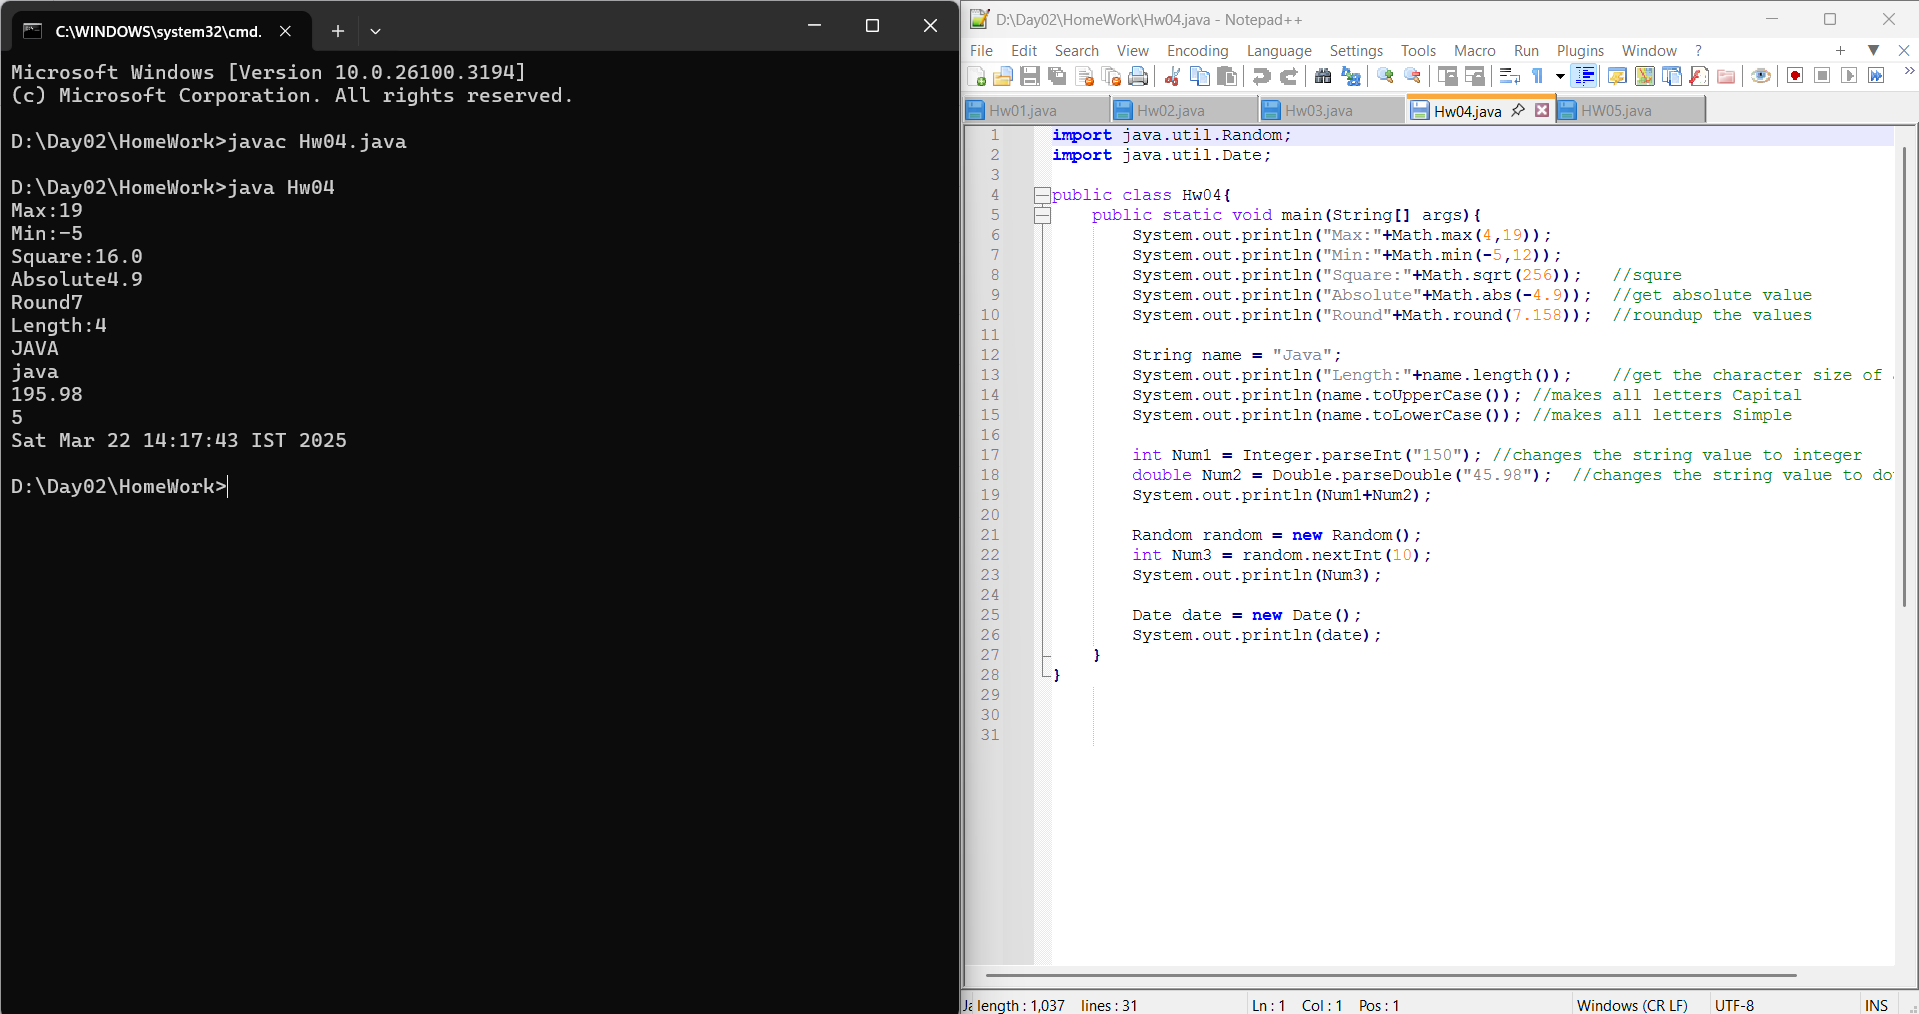 C:\WINDOWS\system32\cmd.
Microsoft Windows [Version 10.0.26100.3194]
(c) Microsoft Corporation. All rights reserved.
D:\Day02\HomeWork>javac Hw04.java
D:\Day02\HomeWork>java Hw04
Max:19
Min:-5
Square:16.0
Absolute4.9
Round7
Length:4
JAVA
java
195.98
5
Sat Mar 22 14:17:43 IST 2025
D:\Day02\HomeWork>
D:\Day02\HomeWork\Hw04.java - Notepad++
File Edit Search View Encoding Language Settings Tools Macro Run Plugins Window ?
Hw01.java Hw02.java Hw03.java Hw04.java HW05.java
1 import java.util.Random;
2 import java.util.Date;
3
4 public class Hw04{
5 public static void main(String[] args){
6 System.out.println("Max:"+Math.max(4,19));
7 System.out.println("Min:"+Math.min(-5,12));
8 System.out.println("Square:"+Math.sqrt(256)); //squre
9 System.out.println("Absolute"+Math.abs(-4.9)); //get absolute value
10 System.out.println("Round"+Math.round(7.158)); //roundup the values
11
12 String name = "Java";
13 System.out.println("Length:"+name.length()); //get the character size of
14 System.out.println(name.toUpperCase()); //makes all letters Capital
15 System.out.println(name.toLowerCase()); //makes all letters Simple
16
17 int Num1 = Integer.parseInt("150"); //changes the string value to integer
18 double Num2 = Double.parseDouble("45.98"); //changes the string value to do
19 System.out.println(Num1+Num2);
20
21 Random random = new Random();
22 int Num3 = random.nextInt(10);
23 System.out.println(Num3);
24
25 Date date = new Date();
26 System.out.println(date);
27 }
28 }
29
30
31
Ja length : 1,037 lines : 31 Ln : 1 Col : 1 Pos : 1 Windows (CR LF) UTF-8 INS